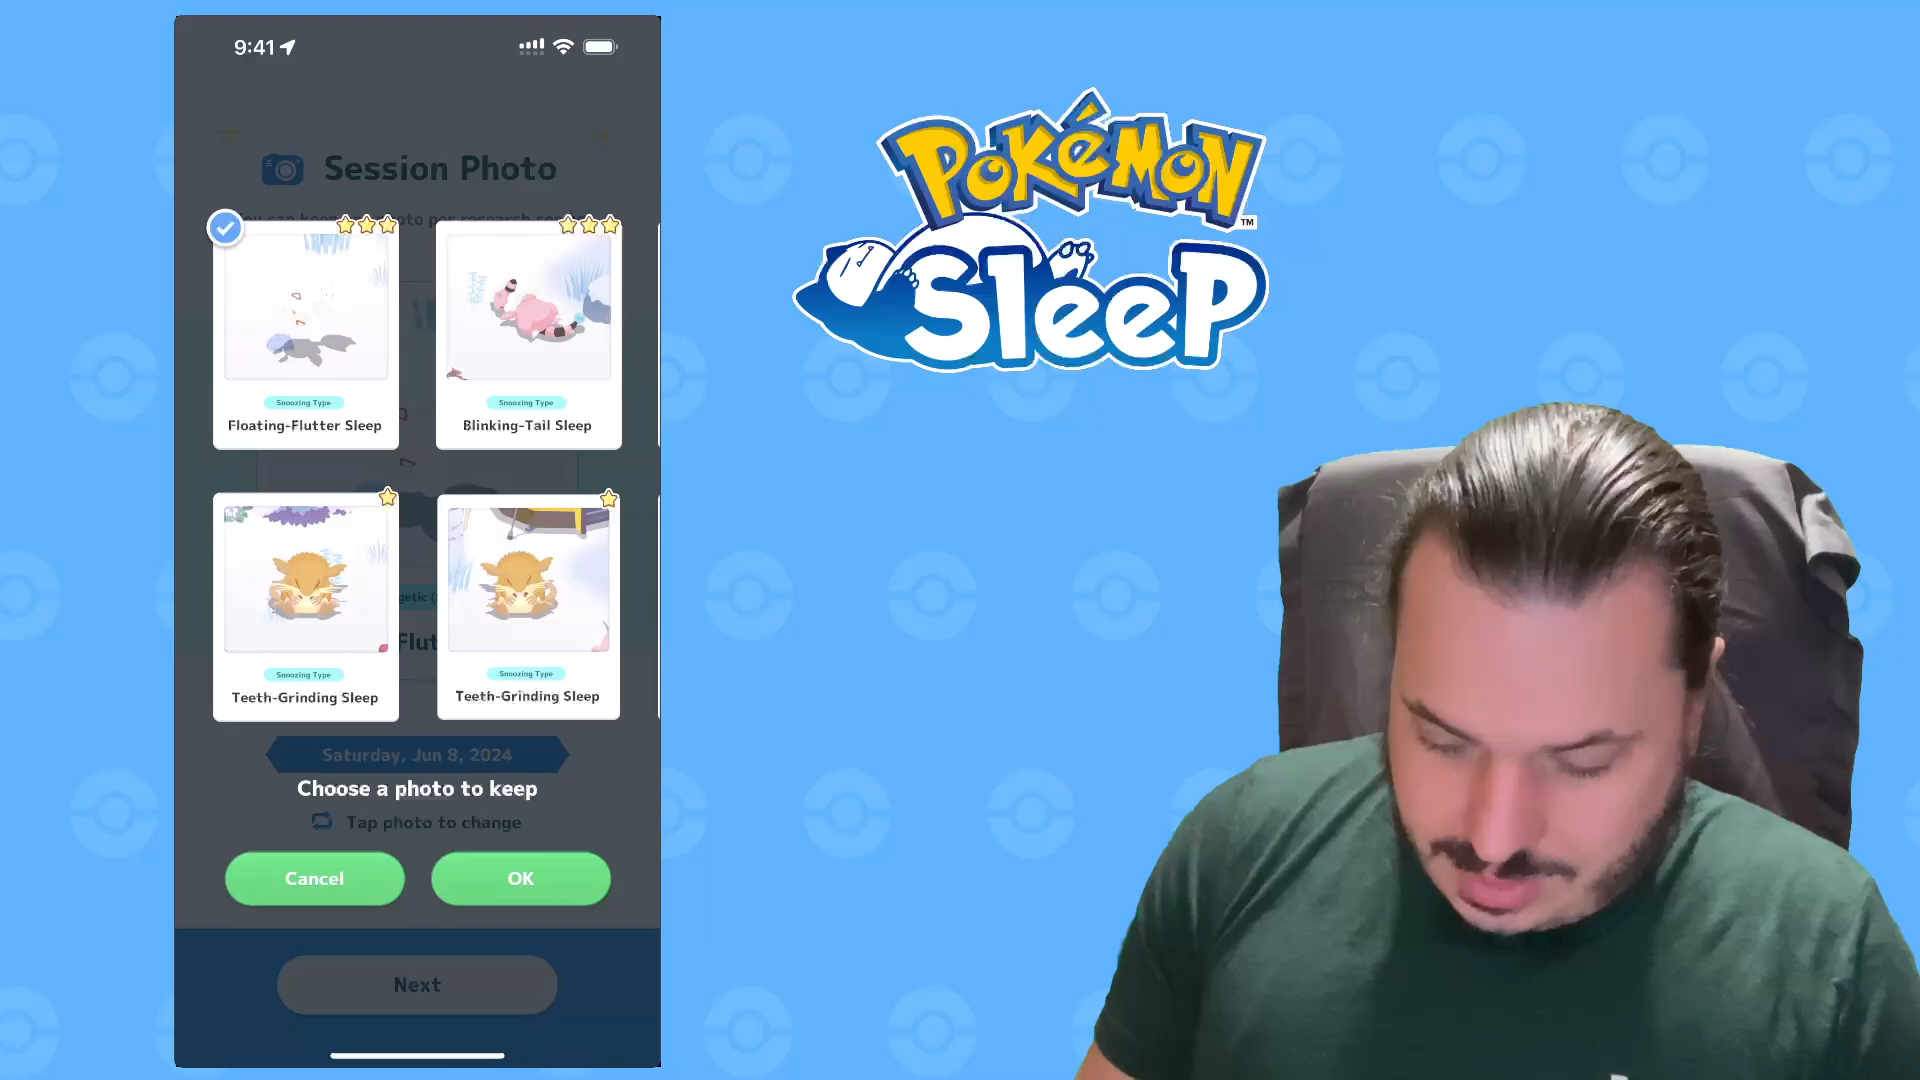 9:41
Session Photo
Snoozing Type
Floating-Flutter Sleep
Snoozing Type
Blinking-Tail Sleep
Snoozing Type
Teeth-Grinding Sleep
Snoozing Type
Teeth-Grinding Sleep
Saturday, Jun 8, 2024
Choose a photo to keep
Tap photo to change
Cancel
OK
Next
POKÉMON
TM
Sleep